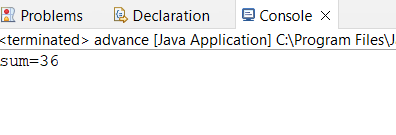 Problems Declaration Console
<terminated> advance [Java Application] C:\Program Files\J
sum=36